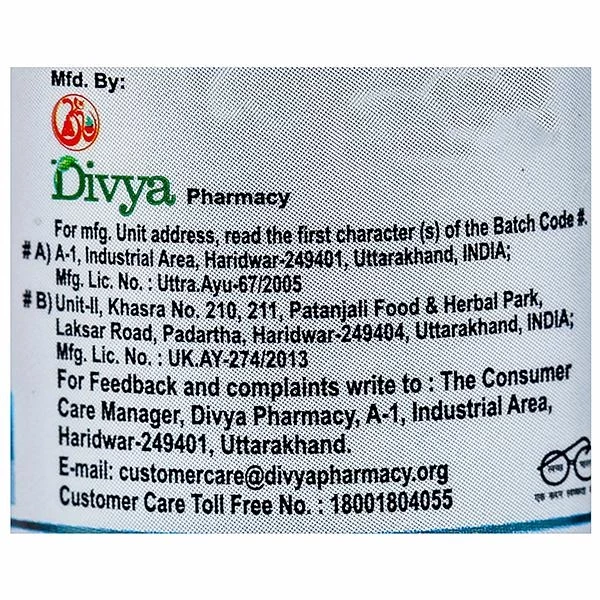 Mfd. By:
Divya Pharmacy
For mfg. Unit address, read the first character (s) of the Batch Code #.
# A) A-1, Industrial Area, Haridwar-249401, Uttarakhand, INDIA;
Mfg. Lic. No. : Uttra.Ayu-67/2005
# B) Unit-II, Khasra No. 210, 211, Patanjali Food & Herbal Park,
Laksar Road, Padartha, Haridwar-249404, Uttarakhand, INDIA;
Mfg. Lic. No. : UK.AY-274/2013
For Feedback and complaints write to : The Consumer
Care Manager, Divya Pharmacy, A-1, Industrial Area,
Haridwar-249401, Uttarakhand.
E-mail: customercare@divyapharmacy.org
Customer Care Toll Free No. : 18001804055
एक कदम स्वच्छता